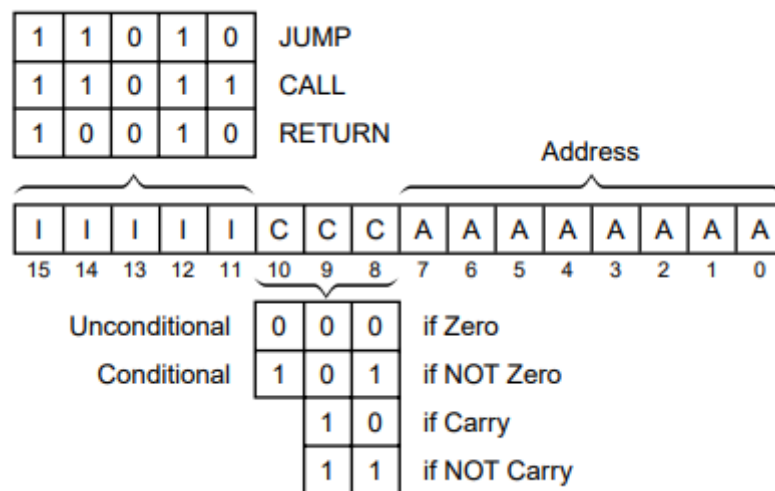 1 1 0 1 0 JUMP
1 1 0 1 1 CALL
1 0 0 1 0 RETURN
Address
I I I I I C C C A A A A A A A A
15 14 13 12 11 10 9 8 7 6 5 4 3 2 1 0
Unconditional 0 0 0 if Zero
Conditional 1 0 1 if NOT Zero
1 0 if Carry
1 1 if NOT Carry